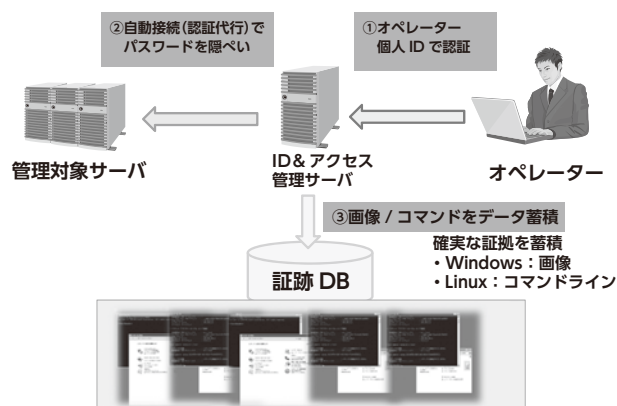 ②自動接続（認証代行）で
パスワードを隠ぺい
①オペレーター
個人 ID で認証
管理対象サーバ
ID & アクセス
管理サーバ
オペレーター
③画像 / コマンドをデータ蓄積
確実な証拠を蓄積
・Windows：画像
・Linux：コマンドライン
証跡 DB